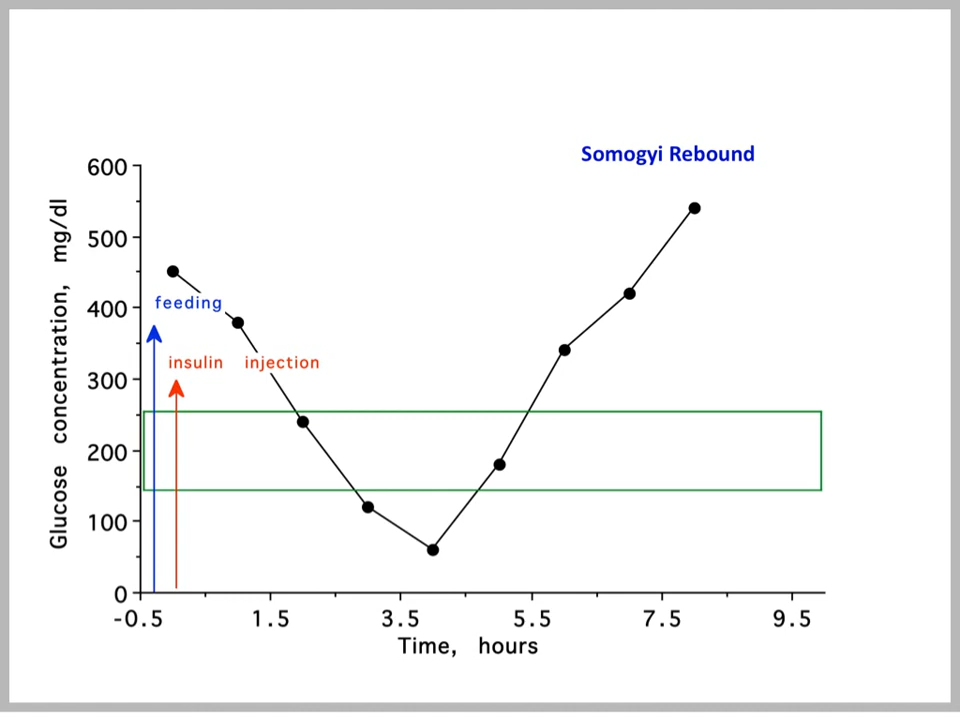 Somogyi Rebound
600
500
400
300
200
100
0
Glucose concentration, mg/dl
feeding
insulin injection
-0.5 1.5 3.5 5.5 7.5 9.5
Time, hours